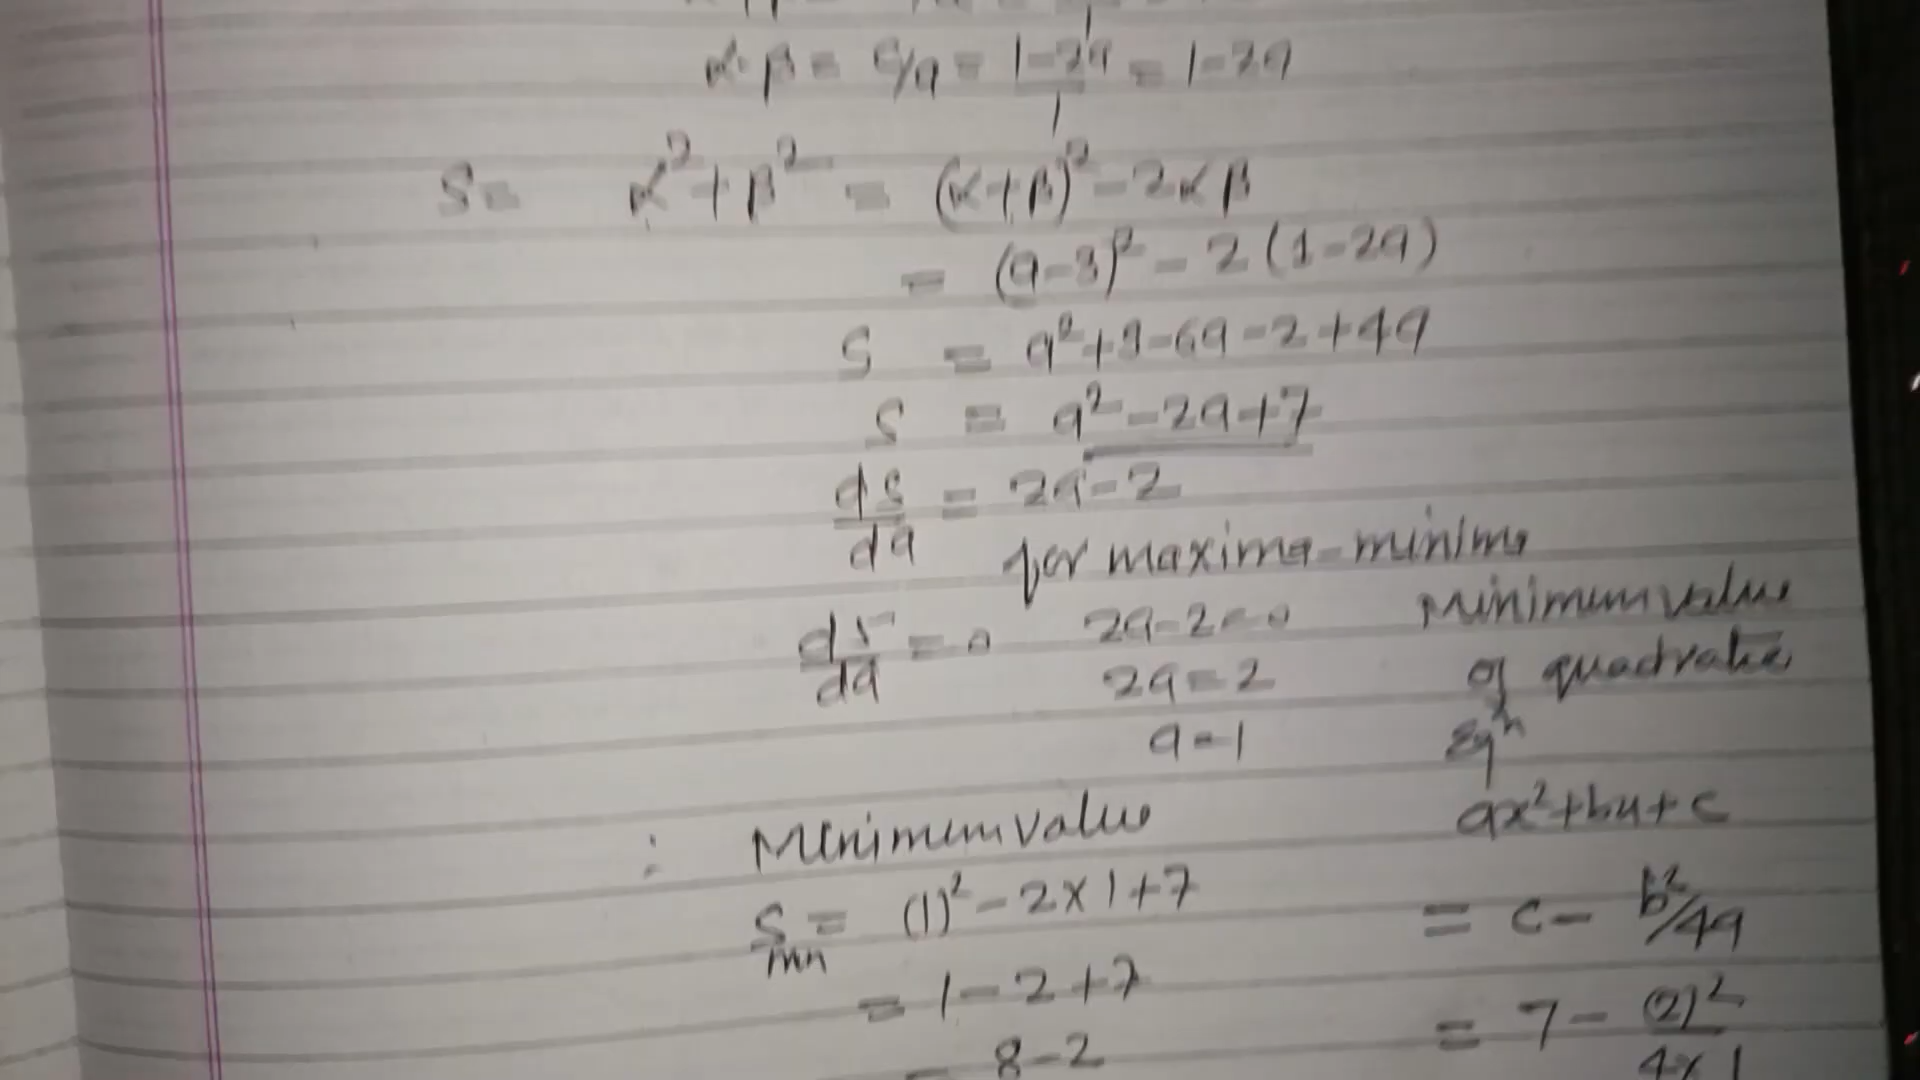 α·β = c/a = 1-2a/1 = 1-2a
S = α²+β² = (α+β)²-2αβ
= (a-3)²-2(1-2a)
S = a²+9-6a-2+4a
S = a²-2a+7
ds/da = 2a-2
for maxima-minima
ds/da = 0 2a-2=0
2a=2
a=1
Minimum value
of quadratic
Eqⁿ
ax²+bx+c
= c- b²/4a
= 7- (2)²/4×1
∴ Minimum value
S min = (1)²-2×1+7
= 1-2+7
= 8-2